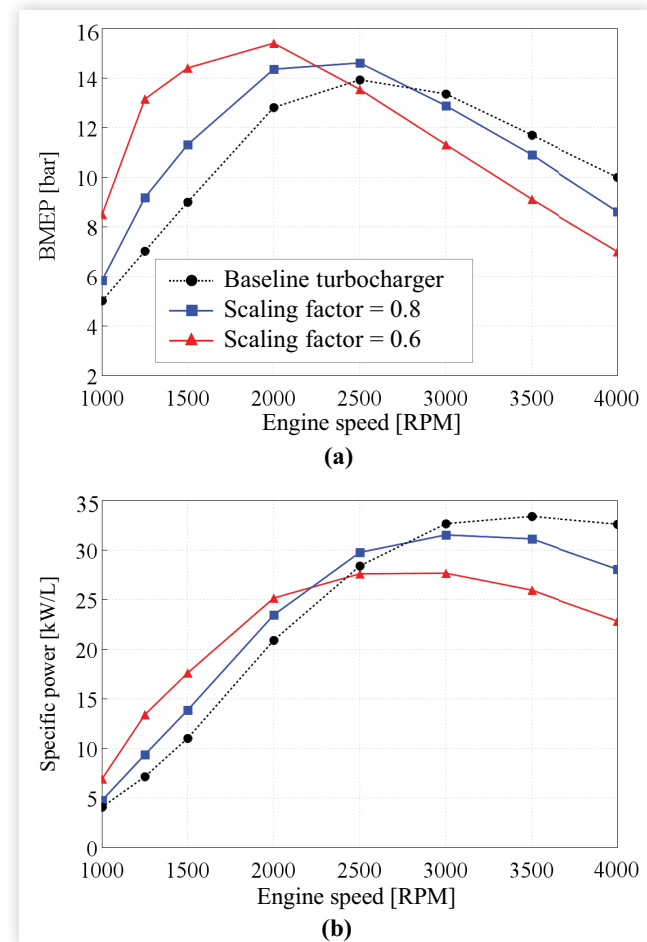 16
14
12
10
8
6
4
2
BMEP [bar]
Baseline turbocharger
Scaling factor = 0.8
Scaling factor = 0.6
1000 1500 2000 2500 3000 3500 4000
Engine speed [RPM]
(a)
35
30
25
20
15
10
5
0
Specific power [kW/L]
1000 1500 2000 2500 3000 3500 4000
Engine speed [RPM]
(b)